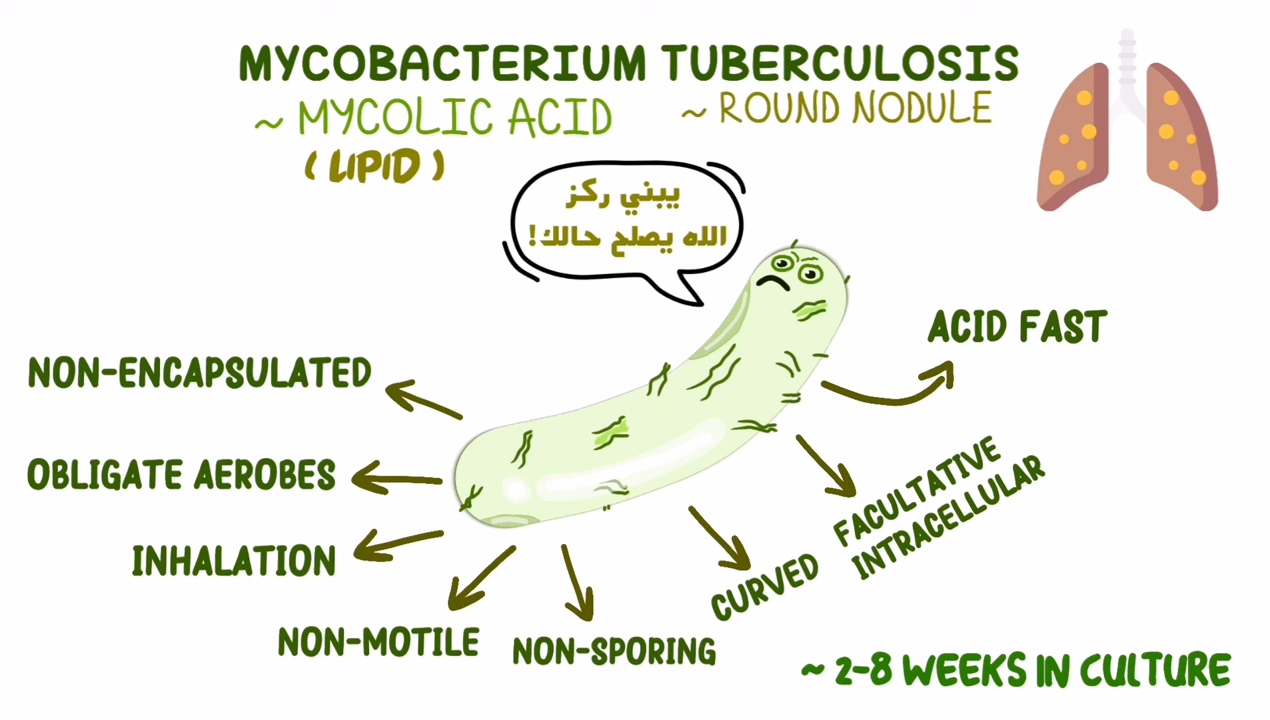 MYCOBACTERIUM TUBERCULOSIS
~ MYCOLIC ACID
(LIPID)
~ ROUND NODULE
يبني ركز
الله يصلح حالك!
NON-ENCAPSULATED
OBLIGATE AEROBES
INHALATION
NON-MOTILE
NON-SPORING
CURVED
FACULTATIVE
INTRACELLULAR
ACID FAST
~ 2-8 WEEKS IN CULTURE